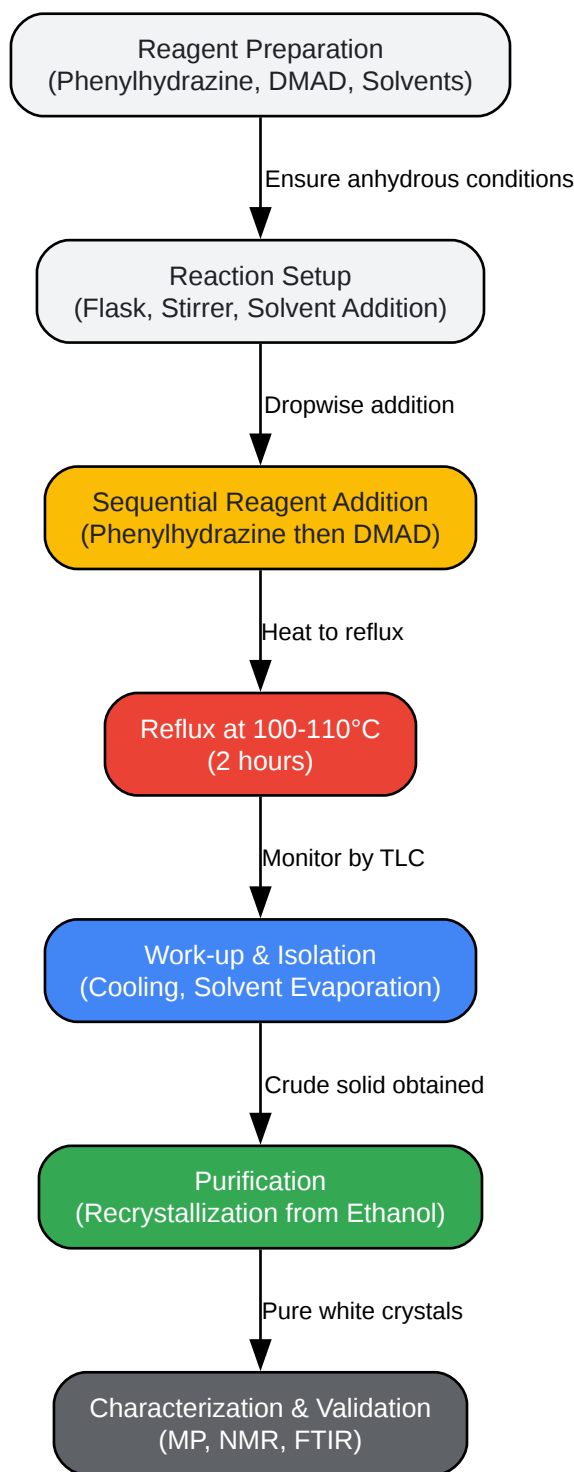 Reagent Preparation
(Phenylhydrazine, DMAD, Solvents)
Ensure anhydrous conditions
Reaction Setup
(Flask, Stirrer, Solvent Addition)
Dropwise addition
Sequential Reagent Addition
(Phenylhydrazine then DMAD)
Heat to reflux
Reflux at 100-110°C
(2 hours)
Monitor by TLC
Work-up & Isolation
(Cooling, Solvent Evaporation)
Crude solid obtained
Purification
(Recrystallization from Ethanol)
Pure white crystals
Characterization & Validation
(MP, NMR, FTIR)